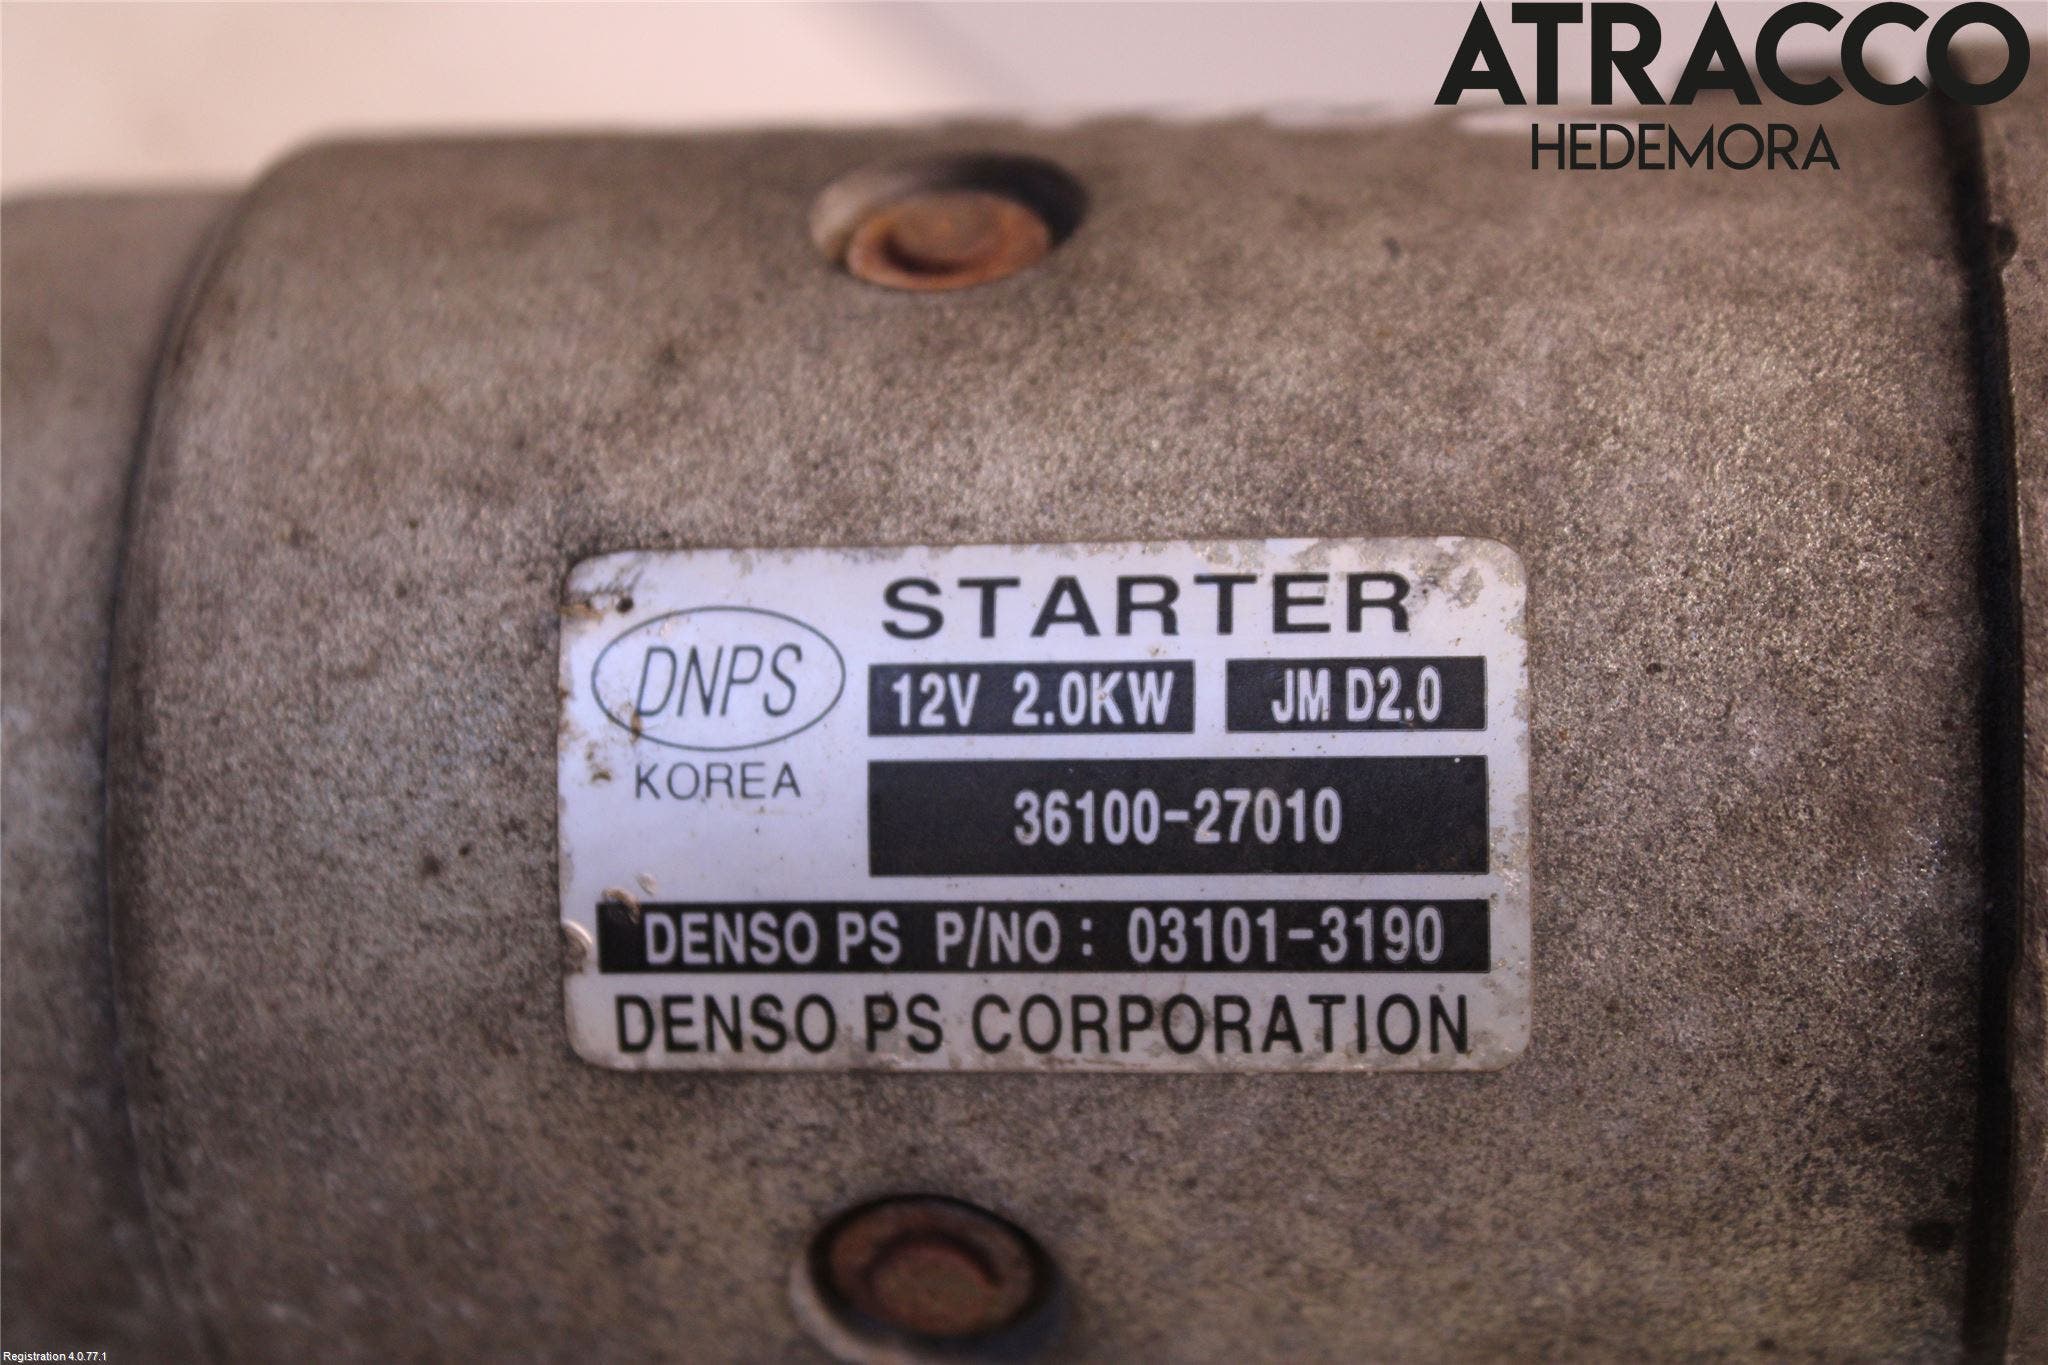 ATRACCO
HEDEMORA
STARTER
DNPS
KOREA
12V 2.0KW JM D2.0
36100-27010
DENSO PS P/NO : 03101-3190
DENSO PS CORPORATION
Registration 4.0.77.1